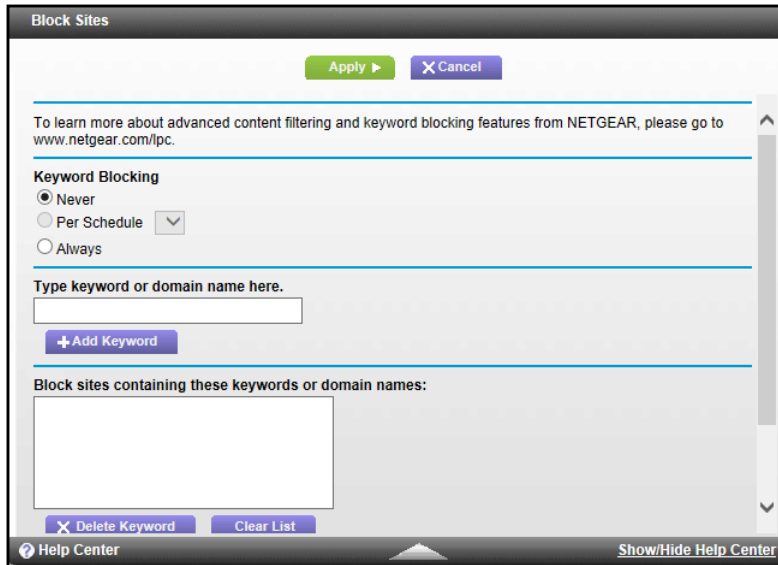 Block Sites
Apply
Cancel
To learn more about advanced content filtering and keyword blocking features from NETGEAR, please go to
www.netgear.com/lpc.
Keyword Blocking
Never
Per Schedule
Always
Type keyword or domain name here.
Add Keyword
Block sites containing these keywords or domain names:
Delete Keyword
Clear List
Help Center
Show/Hide Help Center